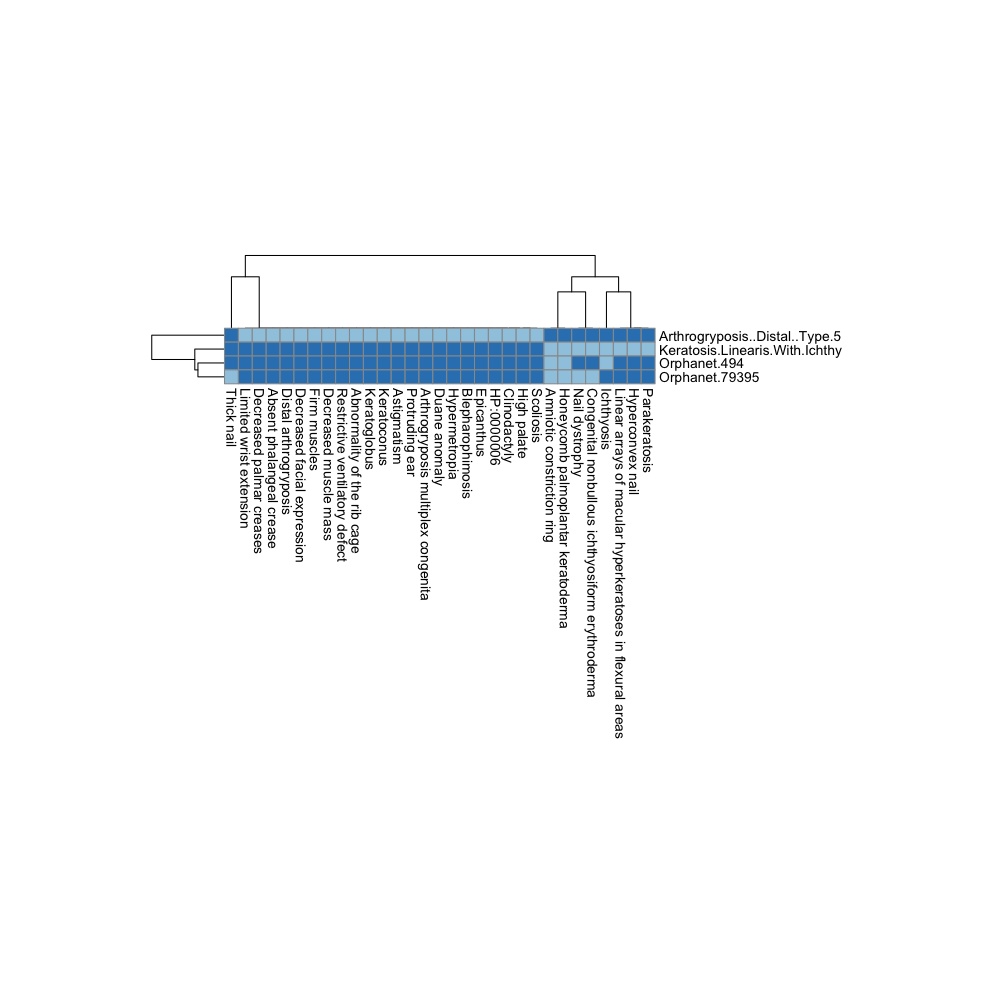 Arthrogryposis..Distal..Type.5
Keratosis.Linearis.With.Ichthy
Orphanet.494
Orphanet.79395
Thick nail
Limited wrist extension
Decreased palmar creases
Absent phalangeal crease
Distal arthrogryposis
Decreased facial expression
Firm muscles
Decreased muscle mass
Restrictive ventilatory defect
Abnormality of the rib cage
Keratoglobus
Keratoconus
Astigmatism
Protruding ear
Arthrogryposis multiplex congenita
Duane anomaly
Hypermetropia
Blepharophimosis
Epicanthus
HP:0000006
Clinodactyly
High palate
Scoliosis
Amniotic constriction ring
Honeycomb palmoplantar keratoderma
Nail dystrophy
Congenital nonbullous ichthyosiform erythroderma
Ichthyosis
Linear arrays of macular hyperkeratoses in flexural areas
Hyperconvex nail
Parakeratosis